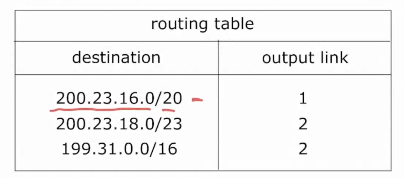 routing table
destination output link
200.23.16.0/20 1
200.23.18.0/23 2
199.31.0.0/16 2